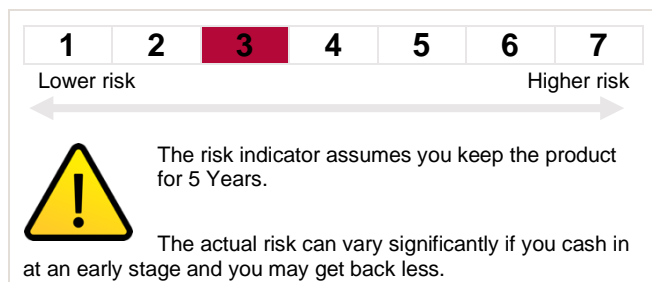 1 2 3 4 5 6 7
Lower risk Higher risk
The risk indicator assumes you keep the product
for 5 Years.
The actual risk can vary significantly if you cash in
at an early stage and you may get back less.